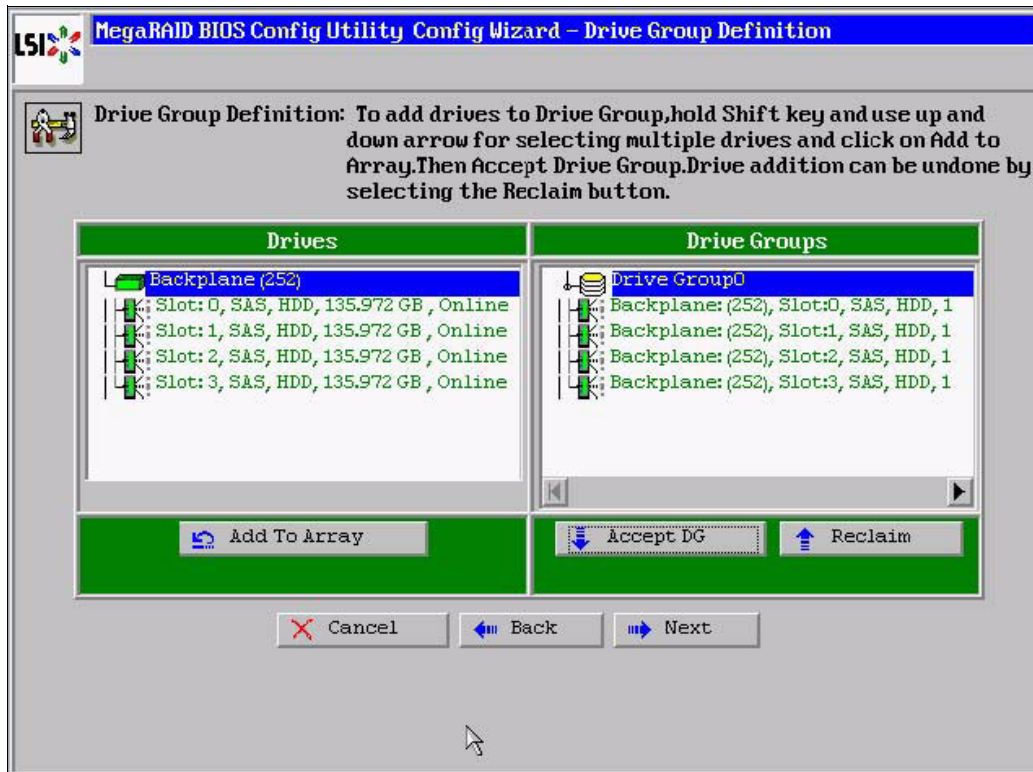 LSI
MegaRAID BIOS Config Utility Config Wizard – Drive Group Definition
Drive Group Definition: To add drives to Drive Group,hold Shift key and use up and
down arrow for selecting multiple drives and click on Add to
Array.Then Accept Drive Group.Drive addition can be undone by
selecting the Reclaim button.
Drives
Backplane (252)
Slot: 0, SAS, HDD, 135.972 GB , Online
Slot: 1, SAS, HDD, 135.972 GB , Online
Slot: 2, SAS, HDD, 135.972 GB , Online
Slot: 3, SAS, HDD, 135.972 GB , Online
Add To Array
Drive Groups
Drive Group0
Backplane: (252), Slot:0, SAS, HDD, 1
Backplane: (252), Slot:1, SAS, HDD, 1
Backplane: (252), Slot:2, SAS, HDD, 1
Backplane: (252), Slot:3, SAS, HDD, 1
Accept DG
Reclaim
Cancel
Back
Next